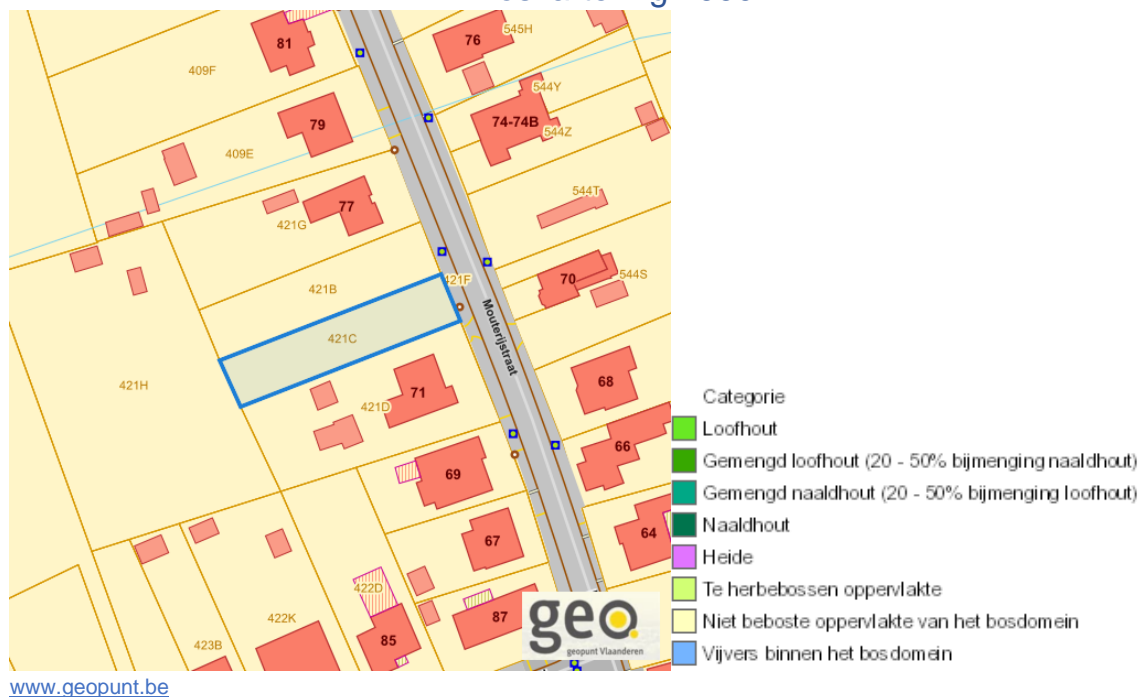 81
76
545H
409F
544Y
79
74-74B
544Z
409E
544T
77
421G
421F
70
544S
421B
Mouterijstraat
421C
68
421H
71
421D
66
69
64
67
422D
87
422K
423B
85
geo.
geopunt Vlaanderen
Categorie
Loofhout
Gemengd loofhout (20 - 50% bijmenging naaldhout)
Gemengd naaldhout (20 - 50% bijmenging loofhout)
Naaldhout
Heide
Te herbebossen oppervlakte
Niet beboste oppervlakte van het bosdomein
Vijvers binnen het bosdomein
www.geopunt.be